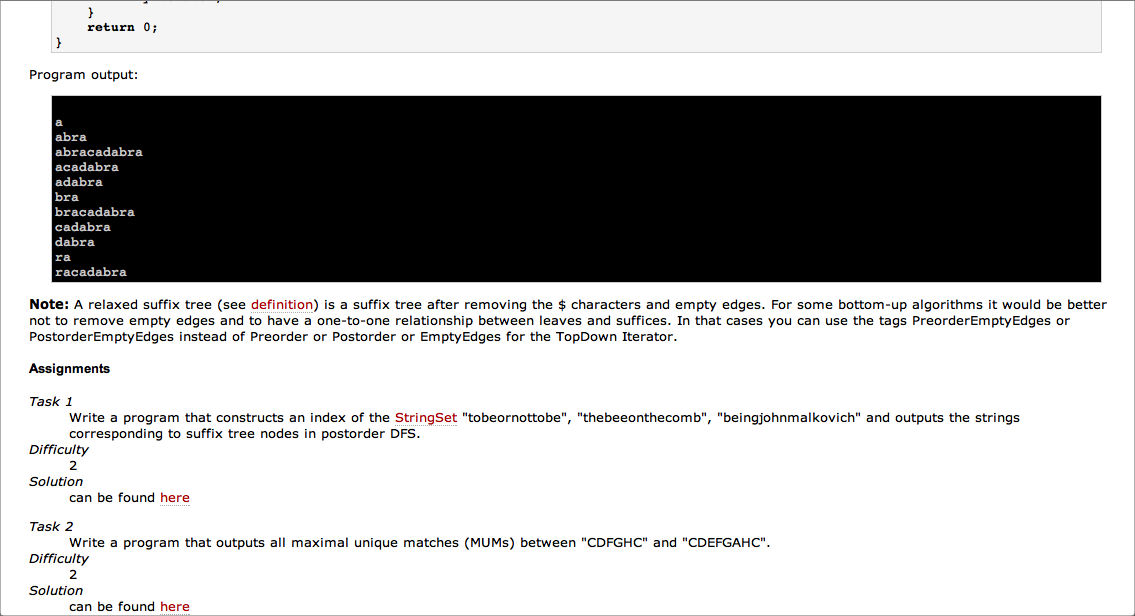 }
return 0;
}
Program output:
a
abra
abracadabra
acadabra
adabra
bra
bracadabra
cadabra
dabra
ra
racadabra
Note: A relaxed suffix tree (see definition) is a suffix tree after removing the $ characters and empty edges. For some bottom-up algorithms it would be better
not to remove empty edges and to have a one-to-one relationship between leaves and suffices. In that cases you can use the tags PreorderEmptyEdges or
PostorderEmptyEdges instead of Preorder or Postorder or EmptyEdges for the TopDown Iterator.
Assignments
Task 1
Write a program that constructs an index of the StringSet "tobeornottobe", "thebeeonthecomb", "beingjohnmalkovich" and outputs the strings
corresponding to suffix tree nodes in postorder DFS.
Difficulty
2
Solution
can be found here
Task 2
Write a program that outputs all maximal unique matches (MUMs) between "CDFGHC" and "CDEFGAHC".
Difficulty
2
Solution
can be found here